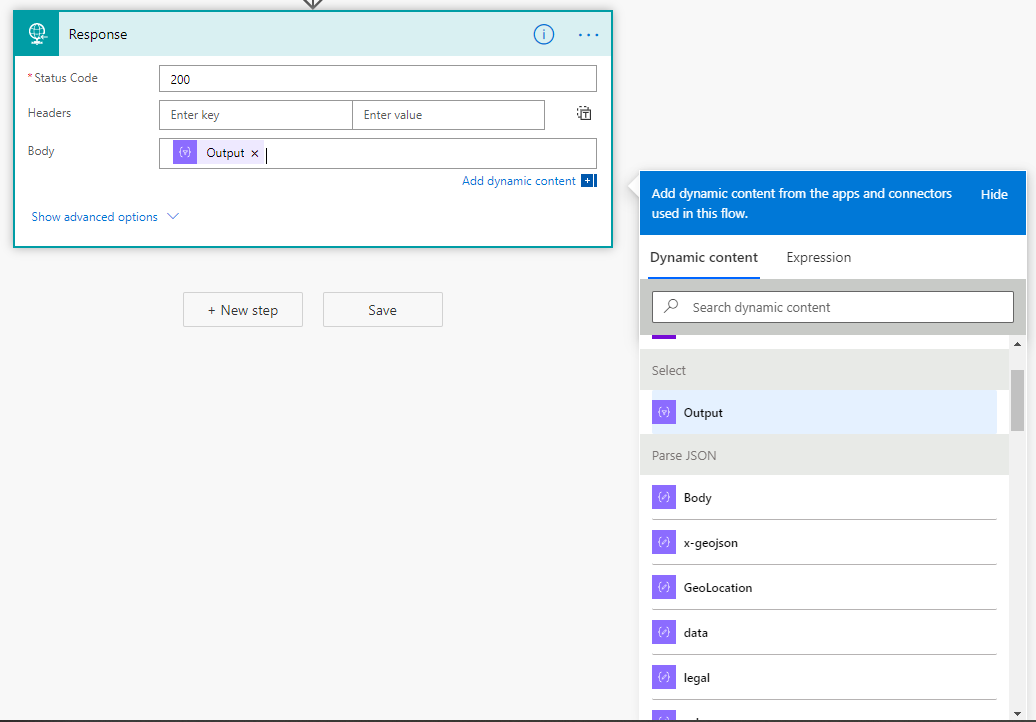 Response
* Status Code
200
Headers
Enter key
Enter value
Body
Output ×
Add dynamic content
Show advanced options
+ New step
Save
Add dynamic content from the apps and connectors
used in this flow.
Hide
Dynamic content
Expression
Search dynamic content
Select
Output
Parse JSON
Body
x-geojson
GeoLocation
data
legal